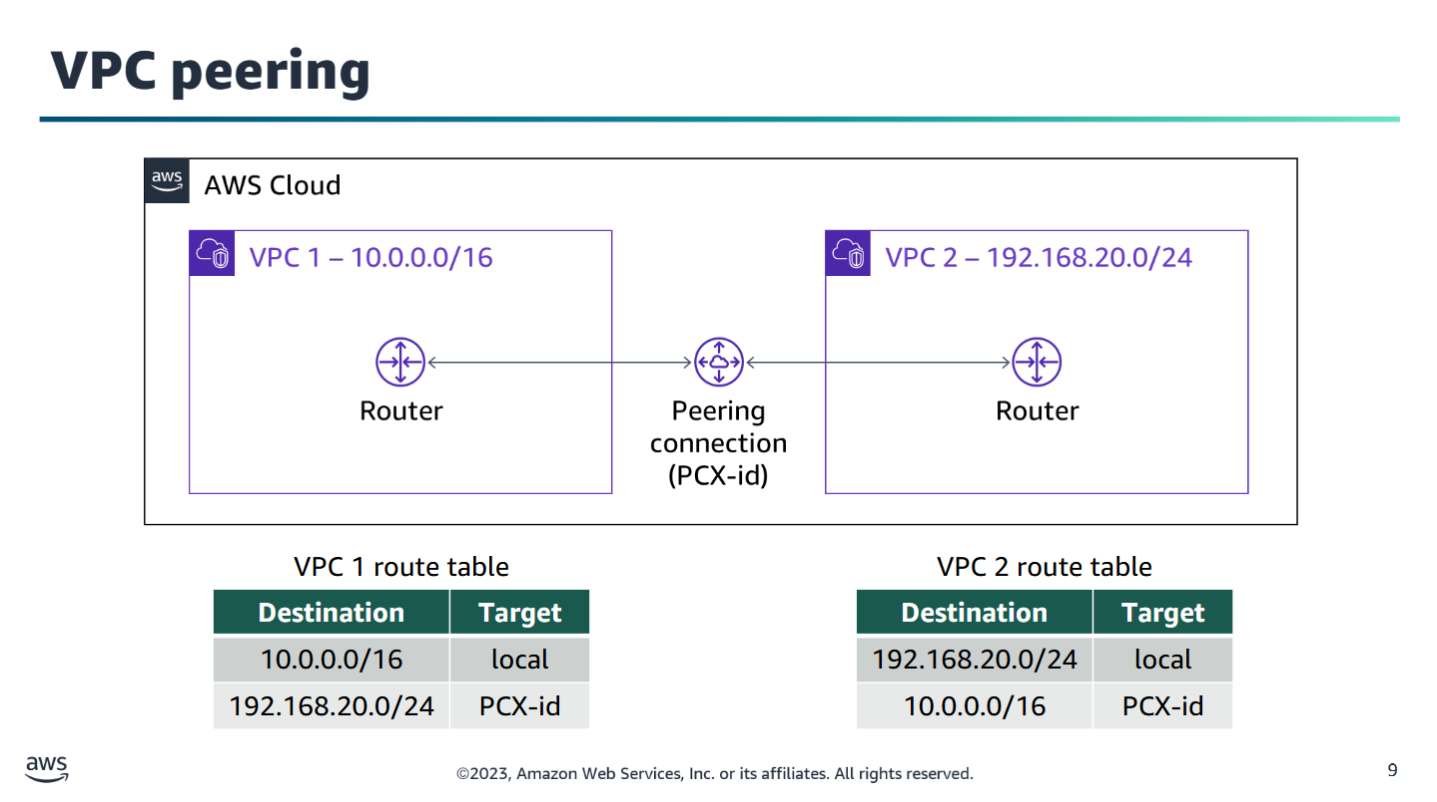 VPC peering
aws
AWS Cloud
VPC 1 – 10.0.0.0/16
VPC 2 – 192.168.20.0/24
Router
Peering
connection
(PCX-id)
Router
VPC 1 route table
Destination Target
10.0.0.0/16 local
192.168.20.0/24 PCX-id
VPC 2 route table
Destination Target
192.168.20.0/24 local
10.0.0.0/16 PCX-id
aws
©2023, Amazon Web Services, Inc. or its affiliates. All rights reserved.
9